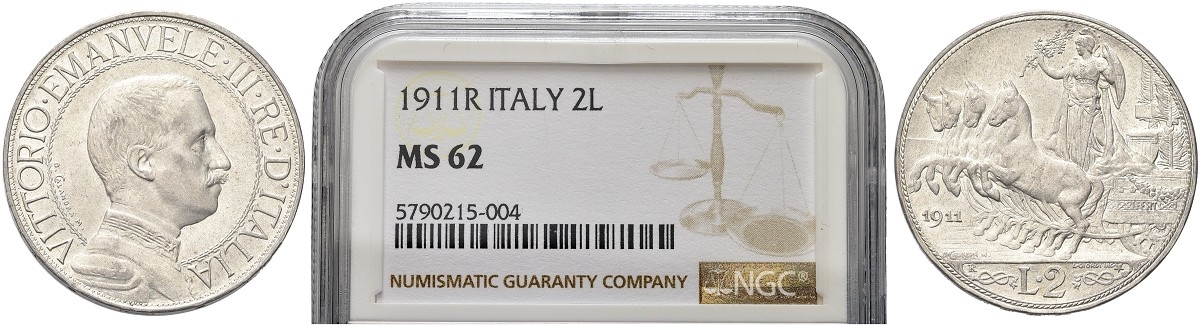 VITTORIO · EMANVELE · III · RE · D'ITALIA
1911R ITALY 2L
MS 62
5790215-004
NUMISMATIC GUARANTY COMPANY
NGC®
1911
R
L·2